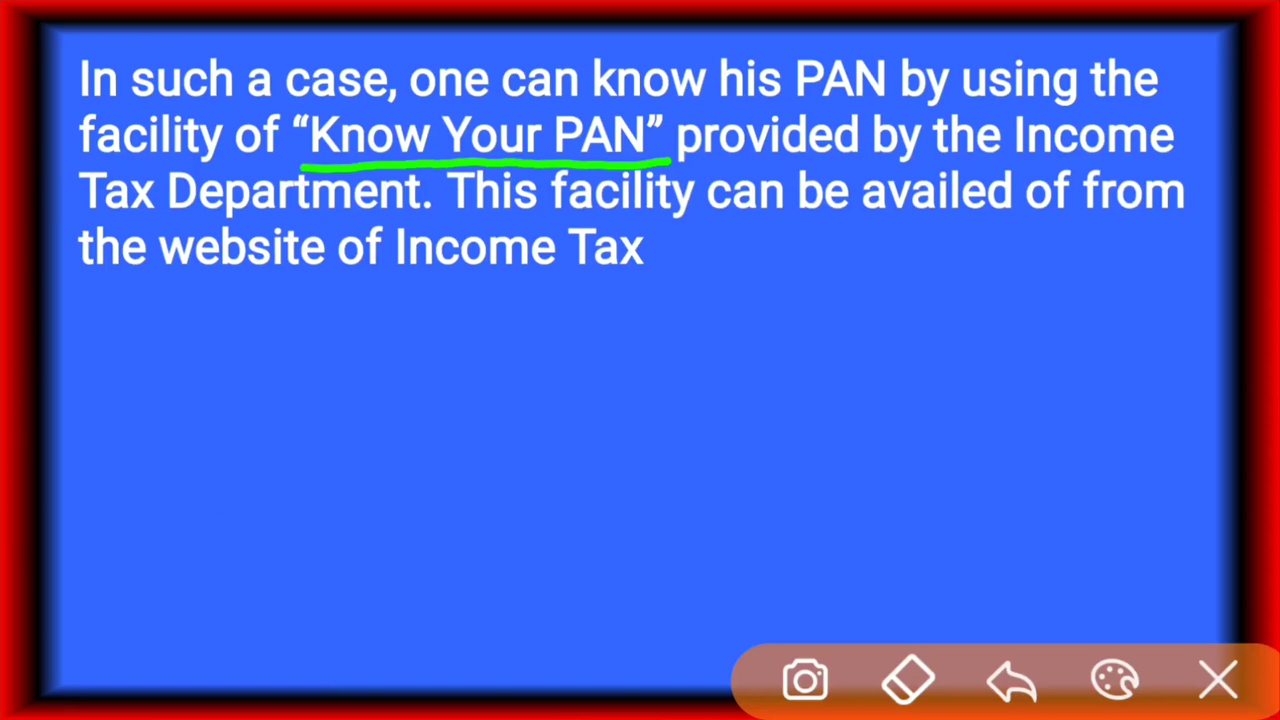 In such a case, one can know his PAN by using the
facility of “Know Your PAN” provided by the Income
Tax Department. This facility can be availed of from
the website of Income Tax